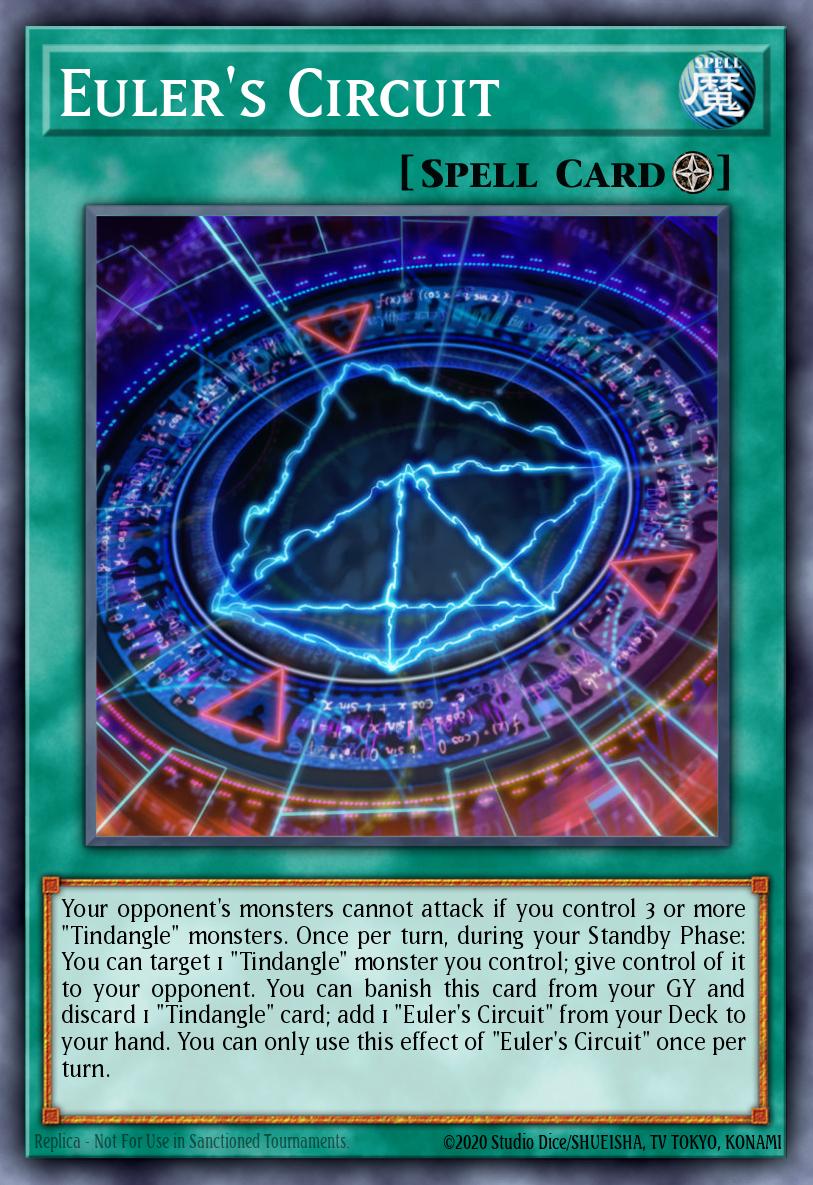 Euler's Circuit
SPELL
魔
[Spell Card]
Your opponent's monsters cannot attack if you control 3 or more
"Tindangle" monsters. Once per turn, during your Standby Phase:
You can target 1 "Tindangle" monster you control; give control of it
to your opponent. You can banish this card from your GY and
discard 1 "Tindangle" card; add 1 "Euler's Circuit" from your Deck to
your hand. You can only use this effect of "Euler's Circuit" once per
turn.
Replica - Not For Use in Sanctioned Tournaments.
©2020 Studio Dice/SHUEISHA, TV TOKYO, KONAMI